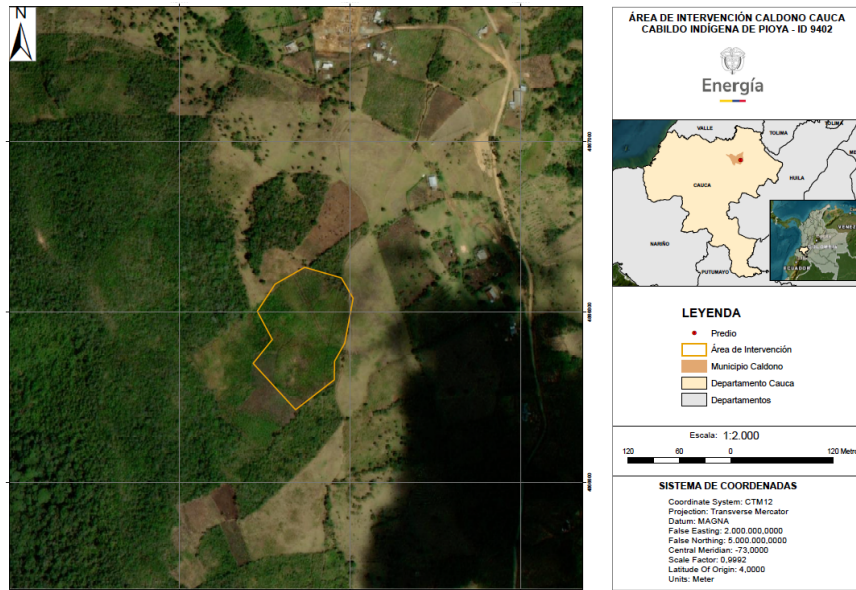 N
ÁREA DE INTERVENCIÓN CALDONO CAUCA
CABILDO INDÍGENA DE PIOYA - ID 9402
Energía
VALLE
TOLIMA
TOLIMA
HUILA
CAUCA
NARIÑO
PUTUMAYO
ECUADOR
LEYENDA
Predio
Área de Intervención
Municipio Caldono
Departamento Cauca
Departamentos
Escala: 1:2.000
120 60 0 120 Metro
SISTEMA DE COORDENADAS
Coordinate System: CTM12
Projection: Transverse Mercator
Datum: MAGNA
False Easting: 2.000.000,0000
False Northing: 5.000.000,0000
Central Meridian: -73,0000
Scale Factor: 0,9992
Latitude Of Origin: 4,0000
Units: Meter